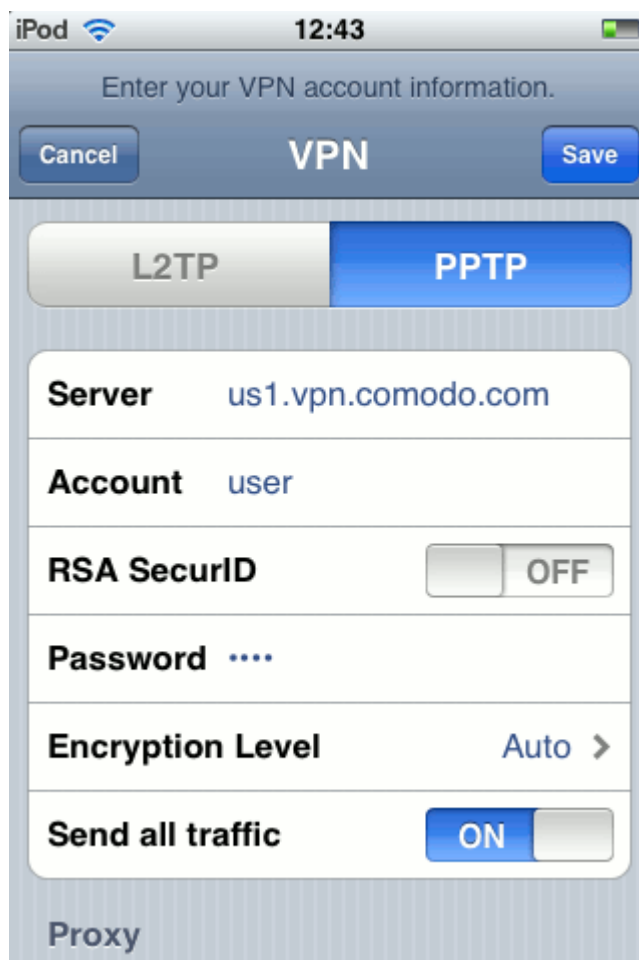 iPod 12:43
Enter your VPN account information.
Cancel VPN Save
L2TP PPTP
Server us1.vpn.comodo.com
Account user
RSA SecurID OFF
Password ····
Encryption Level Auto
Send all traffic ON
Proxy